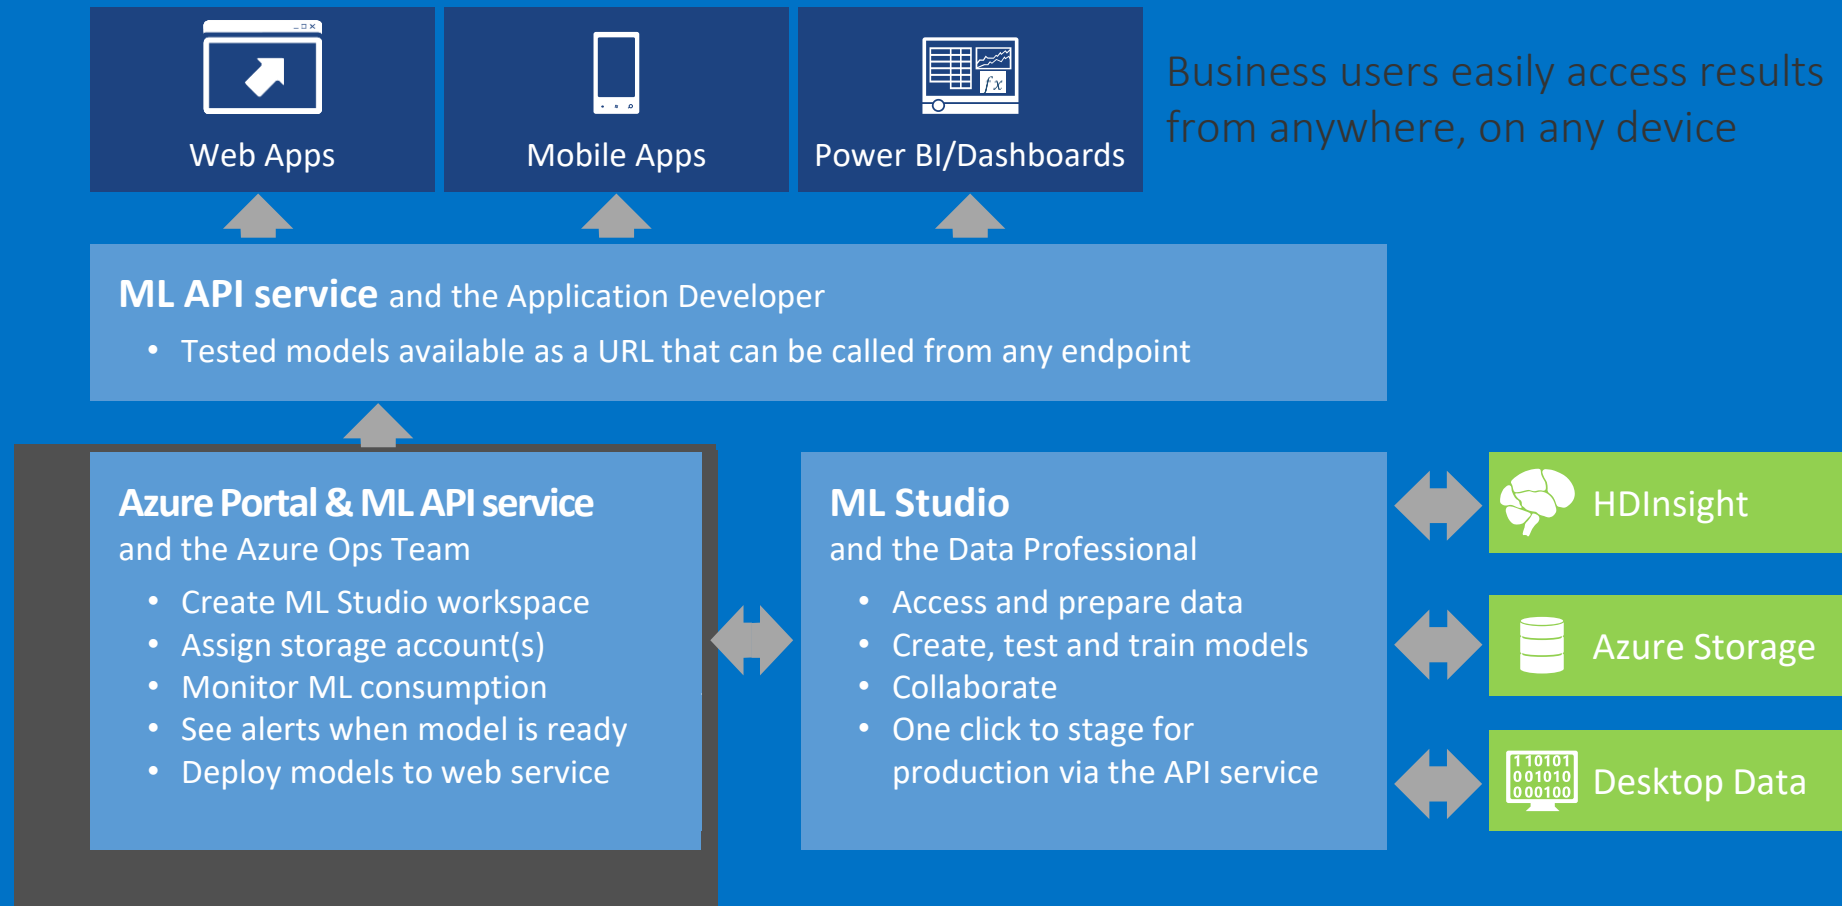 Web Apps
Mobile Apps
Power BI/Dashboards
fx
Business users easily access results
from anywhere, on any device
ML API service and the Application Developer
• Tested models available as a URL that can be called from any endpoint
Azure Portal & ML API service
and the Azure Ops Team
• Create ML Studio workspace
• Assign storage account(s)
• Monitor ML consumption
• See alerts when model is ready
• Deploy models to web service
ML Studio
and the Data Professional
• Access and prepare data
• Create, test and train models
• Collaborate
• One click to stage for
production via the API service
HDInsight
Azure Storage
110101
001010
000100
Desktop Data